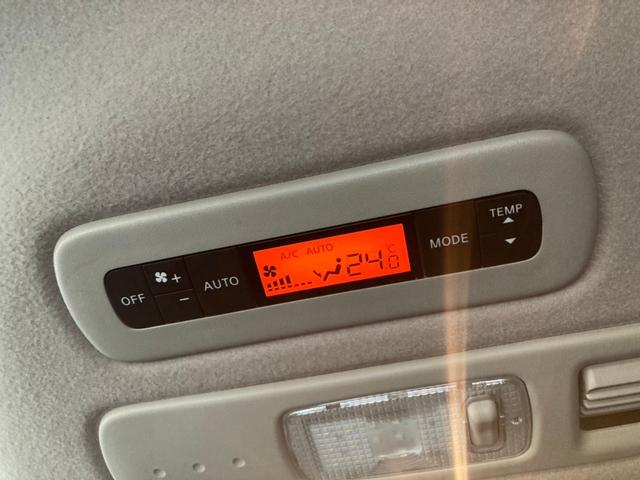 OFF
+
-
AUTO
A/C AUTO
24.0 °C
MODE
TEMP